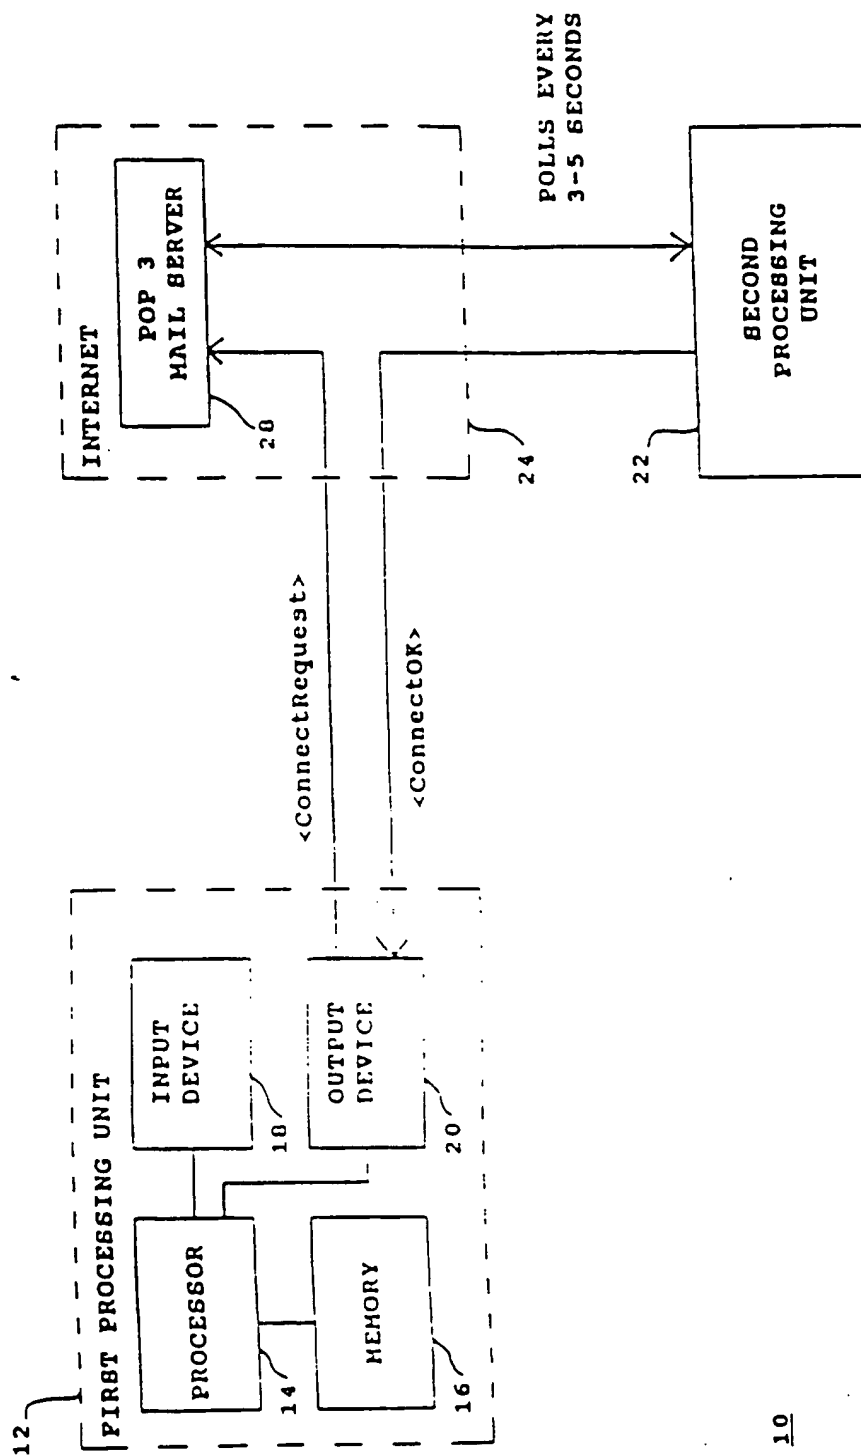 12
FIRST PROCESSING UNIT
PROCESSOR
14
MEMORY
16
INPUT
DEVICE
18
OUTPUT
DEVICE
20
<ConnectRequest>
<ConnectOK>
INTERNET
POP 3
MAIL SERVER
28
24
POLLS EVERY
3-5 SECONDS
22
SECOND
PROCESSING
UNIT
10